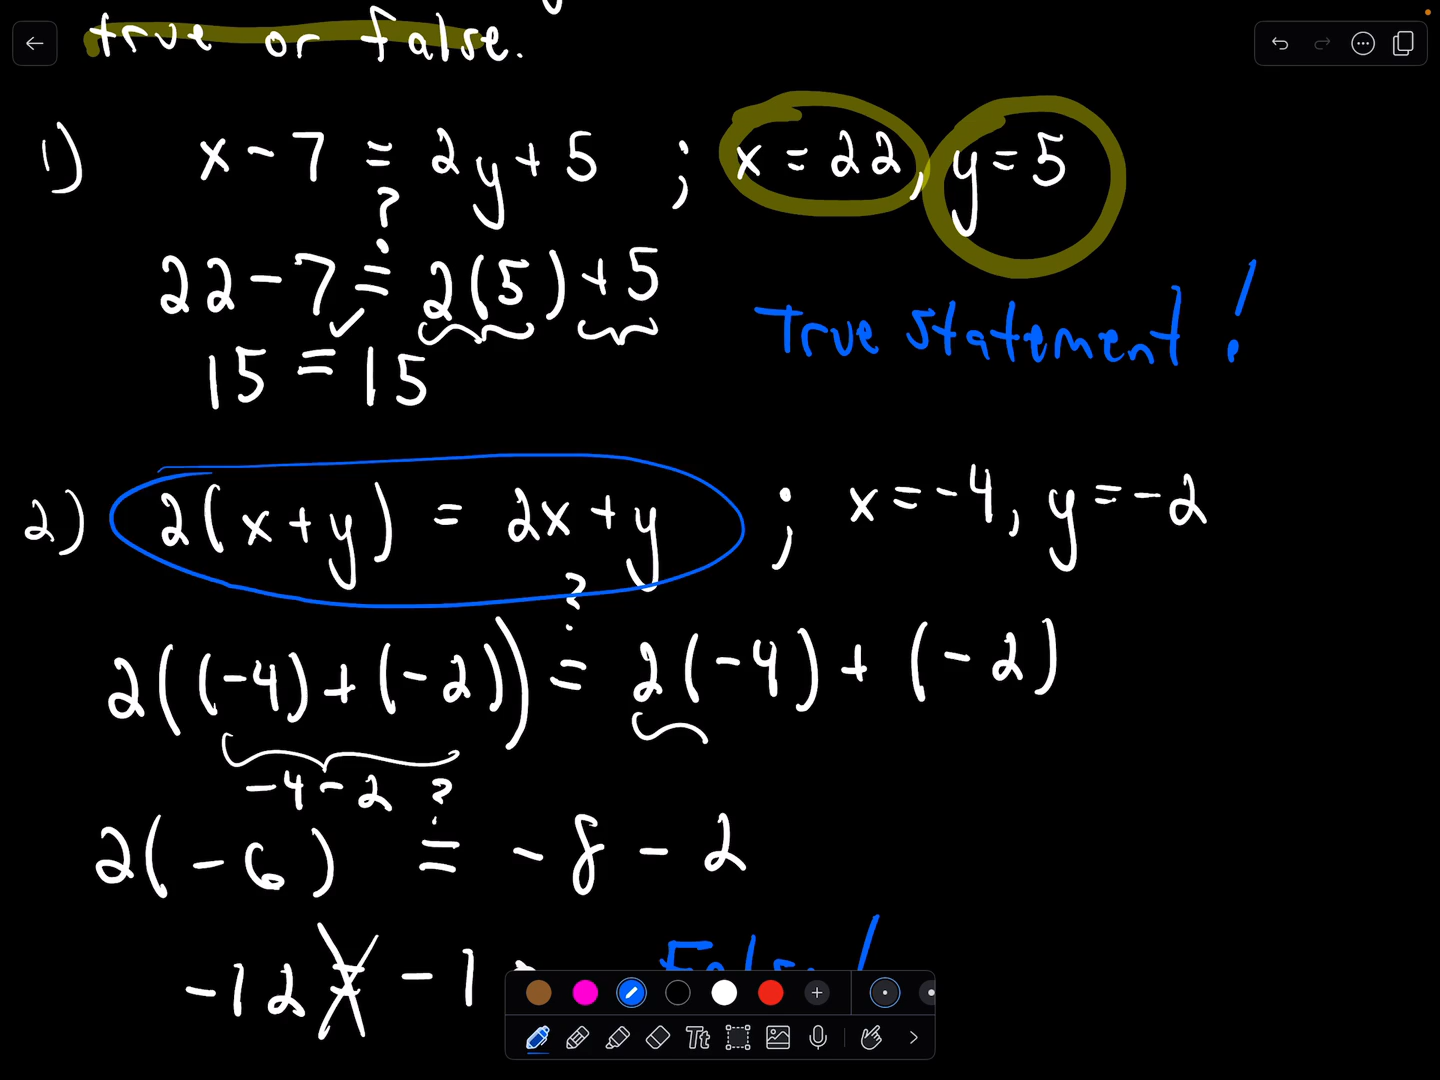 true or false.
1) x - 7 = 2y + 5 ; x = 22, y = 5
22 - 7 ≟ 2(5) + 5
15 = 15 ✓
True Statement!
2) 2(x + y) = 2x + y ; x = -4, y = -2
2((-4) + (-2)) ≟ 2(-4) + (-2)
-4 - 2
2(-6) ≟ -8 - 2
-12 ≠ -1
Tt